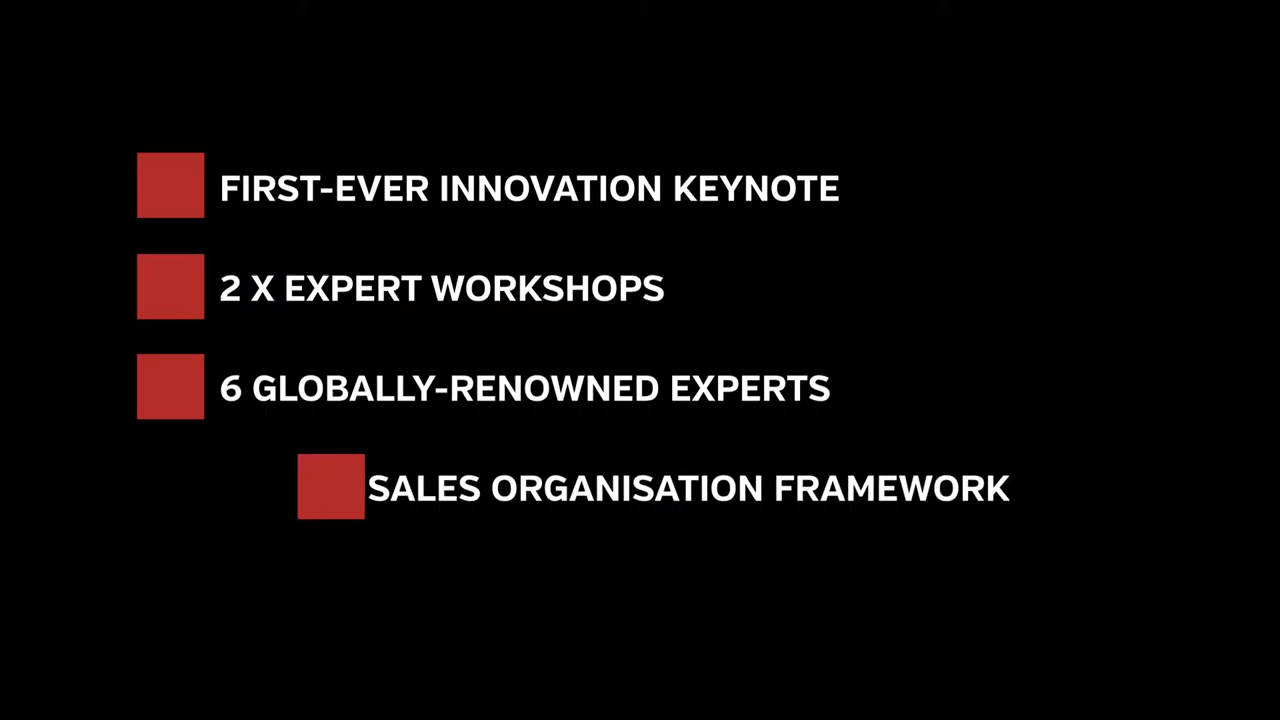 FIRST-EVER INNOVATION KEYNOTE
2 X EXPERT WORKSHOPS
6 GLOBALLY-RENOWNED EXPERTS
SALES ORGANISATION FRAMEWORK